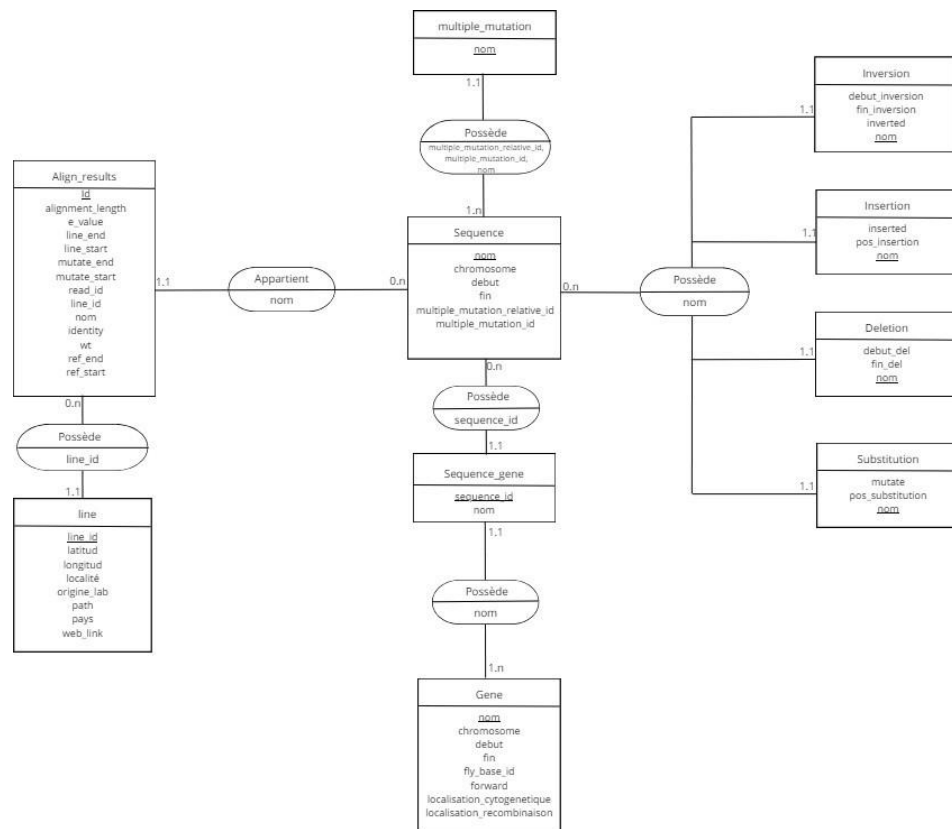 multiple_mutation
nom
1.1
Possède
multiple_mutation_relative_id,
multiple_mutation_id,
nom
1.n
Inversion
debut_inversion
fin_inversion
inverted
nom
1.1
Align_results
id
alignment_length
e_value
line_end
line_start
mutate_end
mutate_start
read_id
line_id
nom
identity
wt
ref_end
ref_start
1.1
Appartient
nom
0.n
Sequence
nom
chromosome
debut
fin
multiple_mutation_relative_id
multiple_mutation_id
0.n
Possède
nom
Insertion
inserted
pos_insertion
nom
1.1
Deletion
debut_del
fin_del
nom
1.1
Substitution
mutate
pos_substitution
nom
1.1
0.n
Possède
line_id
1.1
line
line_id
latitud
longitud
localité
origine_lab
path
pays
web_link
0.n
Possède
sequence_id
1.1
Sequence_gene
sequence_id
nom
1.1
Possède
nom
1.n
Gene
nom
chromosome
debut
fin
fly_base_id
forward
localisation_cytogenetique
localisation_recombinaison